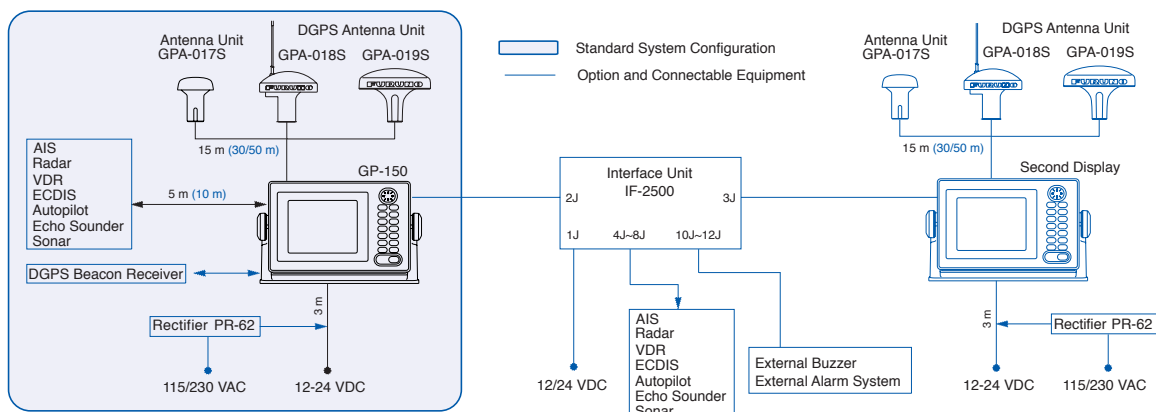 Antenna Unit
GPA-017S
DGPS Antenna Unit
GPA-018S
GPA-019S
FURUNO
FURUNO
15 m (30/50 m)
AIS
Radar
VDR
ECDIS
Autopilot
Echo Sounder
Sonar
5 m (10 m)
GP-150
DGPS Beacon Receiver
3 m
Rectifier PR-62
115/230 VAC
12-24 VDC
Standard System Configuration
Option and Connectable Equipment
Interface Unit
IF-2500
2J
3J
1J
4J~8J
10J~12J
12/24 VDC
AIS
Radar
VDR
ECDIS
Autopilot
Echo Sounder
Sonar
External Buzzer
External Alarm System
Antenna Unit
GPA-017S
DGPS Antenna Unit
GPA-018S
GPA-019S
FURUNO
FURUNO
15 m (30/50 m)
Second Display
3 m
Rectifier PR-62
12-24 VDC
115/230 VAC